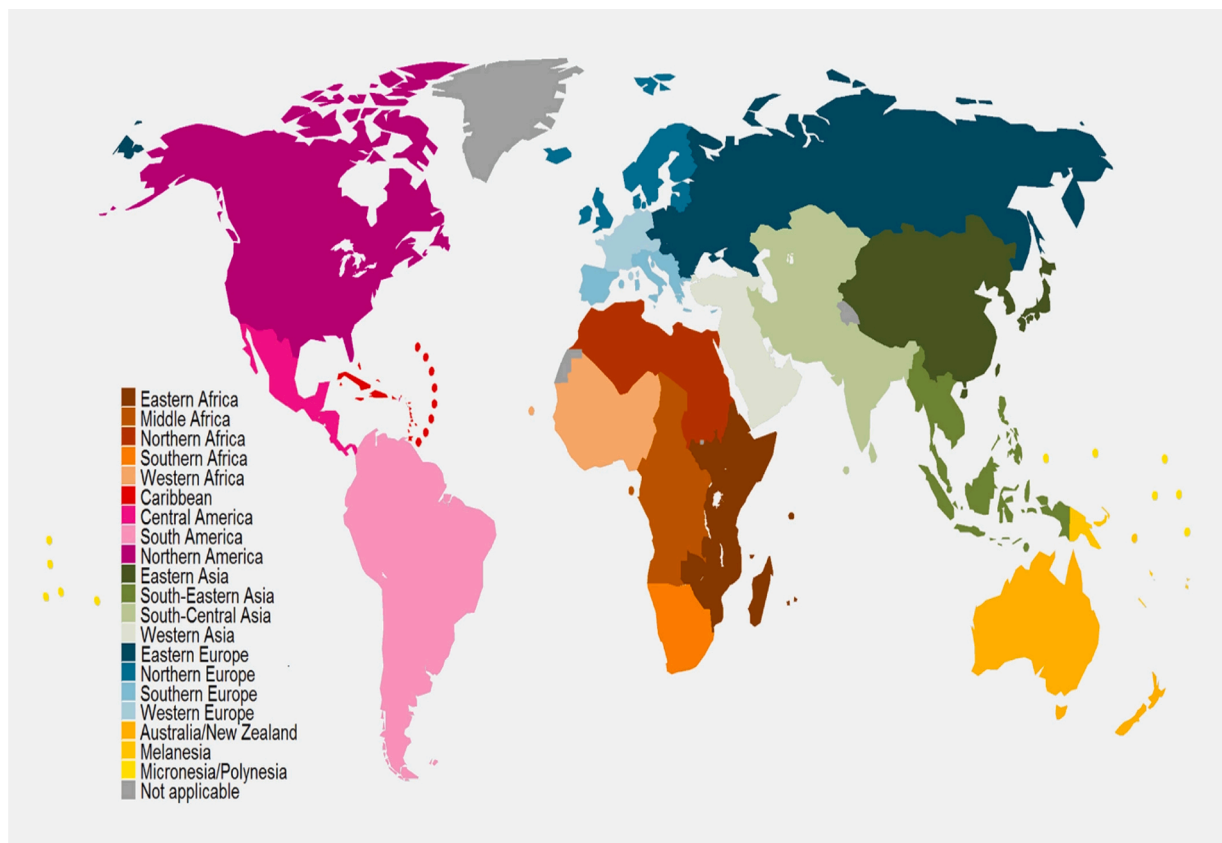 Eastern Africa
Middle Africa
Northern Africa
Southern Africa
Western Africa
Caribbean
Central America
South America
Northern America
Eastern Asia
South-Eastern Asia
South-Central Asia
Western Asia
Eastern Europe
Northern Europe
Southern Europe
Western Europe
Australia/New Zealand
Melanesia
Micronesia/Polynesia
Not applicable